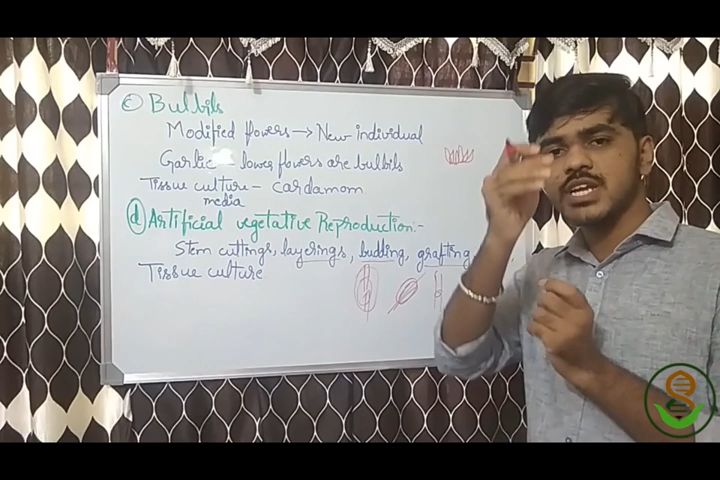 c) Bulbils
Modified flowers → New individual
Garlic lower flowers are bulbils
Tissue culture - cardamom
media
d) Artificial vegetative Reproduction:-
Stem cuttings, layerings, budding, grafting
Tissue culture